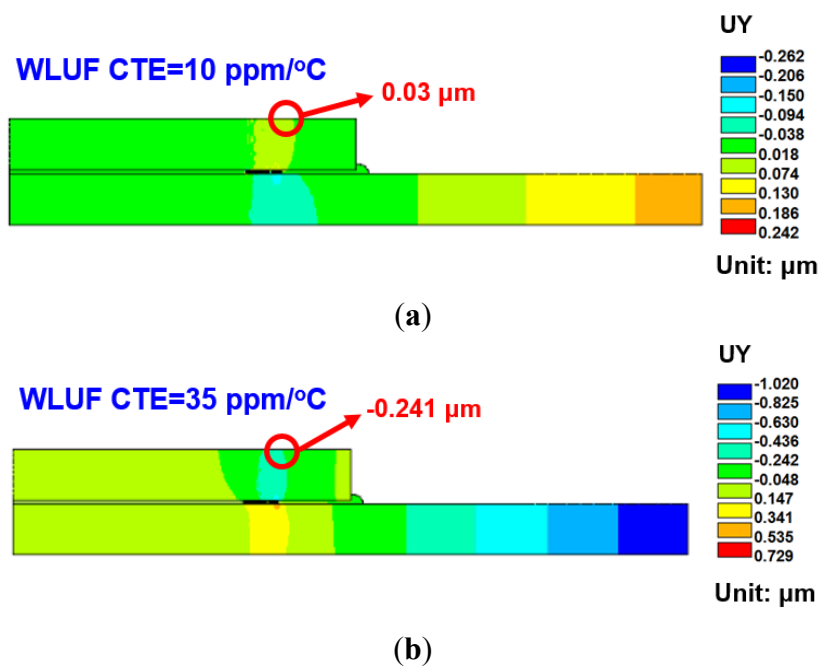 UY
WLUF CTE=10 ppm/°C
0.03 µm
-0.262
-0.206
-0.150
-0.094
-0.038
0.018
0.074
0.130
0.186
0.242
Unit: µm
(a)
UY
WLUF CTE=35 ppm/°C
-0.241 µm
-1.020
-0.825
-0.630
-0.436
-0.242
-0.048
0.147
0.341
0.535
0.729
Unit: µm
(b)